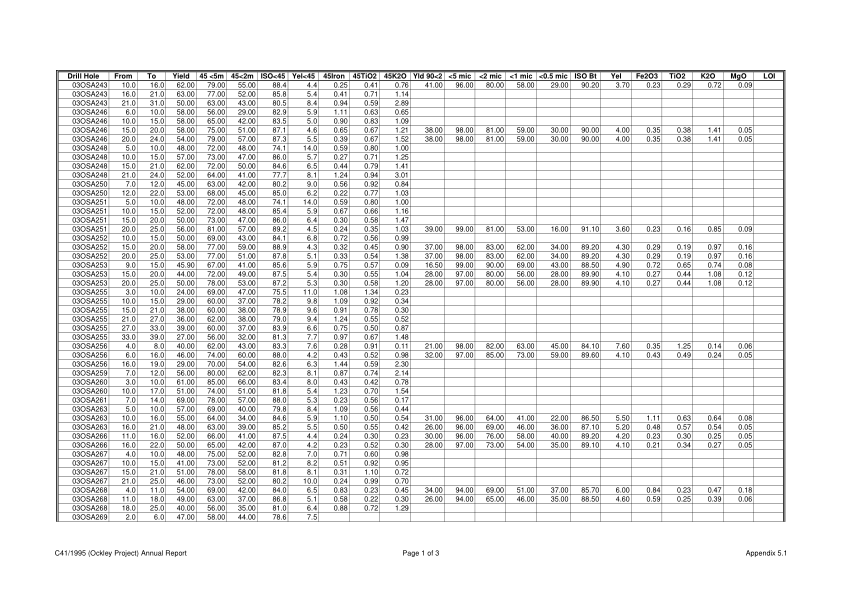 Drill Hole From To Yield 45 <5m 45<2m ISO<45 Yel<45 45Iron 45TiO2 45K2O Yld 90<2 <5 mic <2 mic <1 mic <0.5 mic ISO Bt Yel Fe2O3 TiO2 K2O MgO LOI
03OSA243 10.0 16.0 62.00 79.00 55.00 88.4 4.4 0.25 0.41 0.76 41.00 96.00 80.00 58.00 29.00 90.20 3.70 0.23 0.29 0.72 0.09
03OSA243 16.0 21.0 63.00 77.00 52.00 85.8 5.4 0.41 0.71 1.14
03OSA243 21.0 31.0 50.00 63.00 43.00 80.5 8.4 0.94 0.59 2.89
03OSA246 6.0 10.0 58.00 56.00 29.00 82.9 5.9 1.11 0.63 0.65
03OSA246 10.0 15.0 58.00 65.00 42.00 83.5 5.0 0.90 0.83 1.09
03OSA246 15.0 20.0 58.00 75.00 51.00 87.1 4.6 0.65 0.67 1.21 38.00 98.00 81.00 59.00 30.00 90.00 4.00 0.35 0.38 1.41 0.05
03OSA246 20.0 24.0 54.00 79.00 57.00 87.3 5.5 0.39 0.67 1.52 38.00 98.00 81.00 59.00 30.00 90.00 4.00 0.35 0.38 1.41 0.05
03OSA248 5.0 10.0 48.00 72.00 48.00 74.1 14.0 0.59 0.80 1.00
03OSA248 10.0 15.0 57.00 73.00 47.00 86.0 5.7 0.27 0.71 1.25
03OSA248 15.0 21.0 62.00 72.00 50.00 84.6 6.5 0.44 0.79 1.41
03OSA248 21.0 24.0 52.00 64.00 41.00 77.7 8.1 1.24 0.94 3.01
03OSA250 7.0 12.0 45.00 63.00 42.00 80.2 9.0 0.56 0.92 0.84
03OSA250 12.0 22.0 53.00 68.00 45.00 85.0 6.2 0.22 0.77 1.03
03OSA251 5.0 10.0 48.00 72.00 48.00 74.1 14.0 0.59 0.80 1.00
03OSA251 10.0 15.0 52.00 72.00 48.00 85.4 5.9 0.67 0.66 1.16
03OSA251 15.0 20.0 50.00 73.00 47.00 86.0 6.4 0.30 0.58 1.47
03OSA251 20.0 25.0 56.00 81.00 57.00 89.2 4.5 0.24 0.35 1.03 39.00 99.00 81.00 53.00 16.00 91.10 3.60 0.23 0.16 0.85 0.09
03OSA252 10.0 15.0 50.00 69.00 43.00 84.1 6.8 0.72 0.56 0.99
03OSA252 15.0 20.0 58.00 77.00 59.00 88.9 4.3 0.32 0.45 0.90 37.00 98.00 83.00 62.00 34.00 89.20 4.30 0.29 0.19 0.97 0.16
03OSA252 20.0 25.0 53.00 77.00 51.00 87.8 5.1 0.33 0.54 1.38 37.00 98.00 83.00 62.00 34.00 89.20 4.30 0.29 0.19 0.97 0.16
03OSA253 9.0 15.0 45.90 67.00 41.00 85.6 5.9 0.75 0.57 0.09 16.50 99.00 90.00 69.00 43.00 88.50 4.90 0.72 0.65 0.74 0.08
03OSA253 15.0 20.0 44.00 72.00 49.00 87.5 5.4 0.30 0.55 1.04 28.00 97.00 80.00 56.00 28.00 89.90 4.10 0.27 0.44 1.08 0.12
03OSA253 20.0 25.0 50.00 78.00 53.00 87.2 5.3 0.30 0.58 1.20 28.00 97.00 80.00 56.00 28.00 89.90 4.10 0.27 0.44 1.08 0.12
03OSA255 3.0 10.0 24.00 69.00 47.00 75.5 11.0 1.08 1.34 0.23
03OSA255 10.0 15.0 29.00 60.00 37.00 78.2 9.8 1.09 0.92 0.34
03OSA255 15.0 21.0 38.00 60.00 38.00 78.9 9.6 0.91 0.78 0.30
03OSA255 21.0 27.0 36.00 62.00 38.00 79.0 9.4 1.24 0.55 0.52
03OSA255 27.0 33.0 39.00 60.00 37.00 83.9 6.6 0.75 0.50 0.87
03OSA255 33.0 39.0 27.00 56.00 32.00 81.3 7.7 0.97 0.67 1.48
03OSA256 4.0 8.0 40.00 62.00 43.00 83.3 7.6 0.28 0.91 0.11 21.00 98.00 82.00 63.00 45.00 84.10 7.60 0.35 1.25 0.14 0.06
03OSA256 6.0 16.0 46.00 74.00 60.00 88.0 4.2 0.43 0.52 0.98 32.00 97.00 85.00 73.00 59.00 89.60 4.10 0.43 0.49 0.24 0.05
03OSA256 16.0 19.0 29.00 70.00 54.00 82.6 6.3 1.44 0.59 2.30
03OSA259 7.0 12.0 56.00 80.00 62.00 82.3 8.1 0.87 0.74 2.14
03OSA260 3.0 10.0 61.00 85.00 66.00 83.4 8.0 0.43 0.42 0.78
03OSA260 10.0 17.0 51.00 74.00 51.00 81.8 5.4 1.23 0.70 1.54
03OSA261 7.0 14.0 69.00 78.00 57.00 88.0 5.3 0.23 0.56 0.17
03OSA263 5.0 10.0 57.00 69.00 40.00 79.8 8.4 1.09 0.56 0.44
03OSA263 10.0 16.0 55.00 64.00 34.00 84.6 5.9 1.10 0.50 0.54 31.00 96.00 64.00 41.00 22.00 86.50 5.50 1.11 0.63 0.64 0.08
03OSA263 16.0 21.0 48.00 63.00 39.00 85.2 5.5 0.50 0.55 0.42 26.00 96.00 69.00 46.00 36.00 87.10 5.20 0.48 0.57 0.54 0.05
03OSA266 11.0 16.0 52.00 66.00 41.00 87.5 4.4 0.24 0.30 0.23 30.00 96.00 76.00 58.00 40.00 89.20 4.20 0.23 0.30 0.25 0.05
03OSA266 16.0 22.0 50.00 65.00 42.00 87.0 4.2 0.23 0.52 0.30 28.00 97.00 73.00 54.00 35.00 89.10 4.10 0.21 0.34 0.27 0.05
03OSA267 4.0 10.0 48.00 75.00 52.00 82.8 7.0 0.71 0.60 0.98
03OSA267 10.0 15.0 41.00 73.00 52.00 81.2 8.2 0.51 0.92 0.95
03OSA267 15.0 21.0 51.00 78.00 58.00 81.8 8.1 0.31 1.10 0.72
03OSA267 21.0 25.0 46.00 73.00 52.00 80.2 10.0 0.24 0.99 0.70
03OSA268 4.0 11.0 54.00 69.00 42.00 84.0 6.5 0.83 0.23 0.45 34.00 94.00 69.00 51.00 37.00 85.70 6.00 0.84 0.23 0.47 0.18
03OSA268 11.0 18.0 49.00 63.00 37.00 86.8 5.1 0.58 0.22 0.30 26.00 94.00 65.00 46.00 35.00 88.50 4.60 0.59 0.25 0.39 0.06
03OSA268 18.0 25.0 40.00 56.00 35.00 81.0 6.4 0.88 0.72 1.29
03OSA269 2.0 6.0 47.00 58.00 44.00 78.6 7.5
C41/1995 (Ockley Project) Annual Report Page 1 of 3 Appendix 5.1